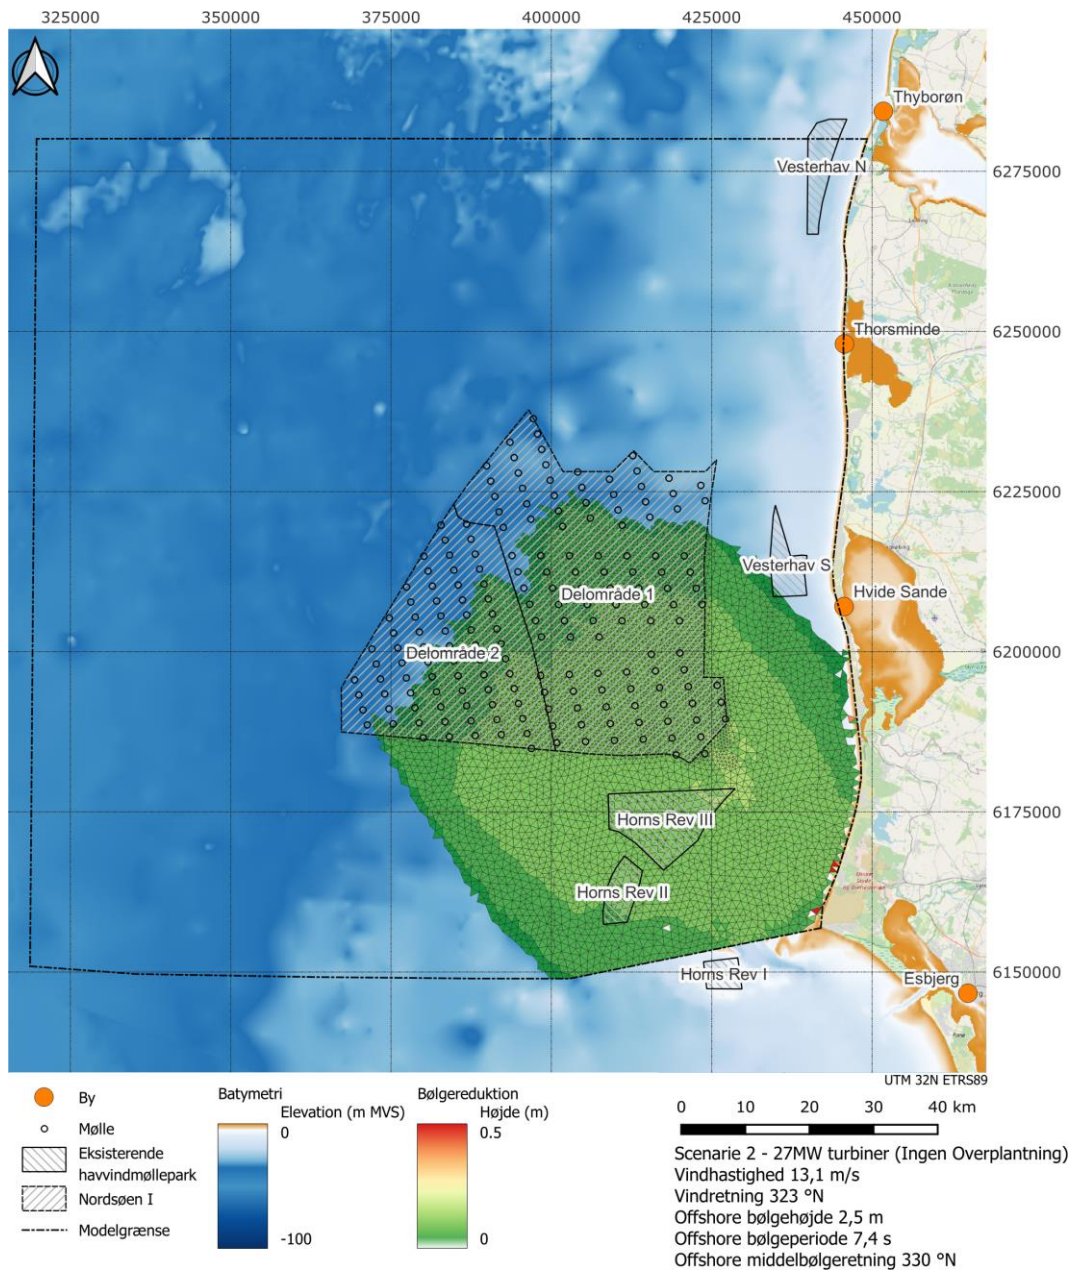 325000 350000 375000 400000 425000 450000
Thyborøn
Vesterhav N
6275000
Thorsminde
6250000
6225000
Vesterhav S
Hvide Sande
Delområde 1
Delområde 2
6200000
6175000
Horns Rev III
Horns Rev II
Horns Rev I
6150000
Esbjerg
UTM 32N ETRS89
By
Mølle
Eksisterende
havvindmøllepark
Nordsøen I
Modelgrænse
Batymetri
Elevation (m MVS)
0
-100
Bølgereduktion
Højde (m)
0.5
0
0 10 20 30 40 km
Scenarie 2 - 27MW turbiner (Ingen Overplantning)
Vindhastighed 13,1 m/s
Vindretning 323 °N
Offshore bølgehøjde 2,5 m
Offshore bølgeperiode 7,4 s
Offshore middelbølgeretning 330 °N